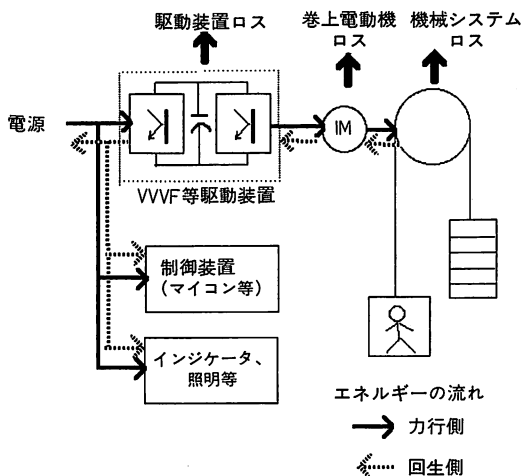 駆動装置ロス
巻上電動機
ロス
機械システム
ロス
電源
IM
VVVF等駆動装置
制御装置
(マイコン等)
インジケータ、
照明等
エネルギーの流れ
力行側
回生側